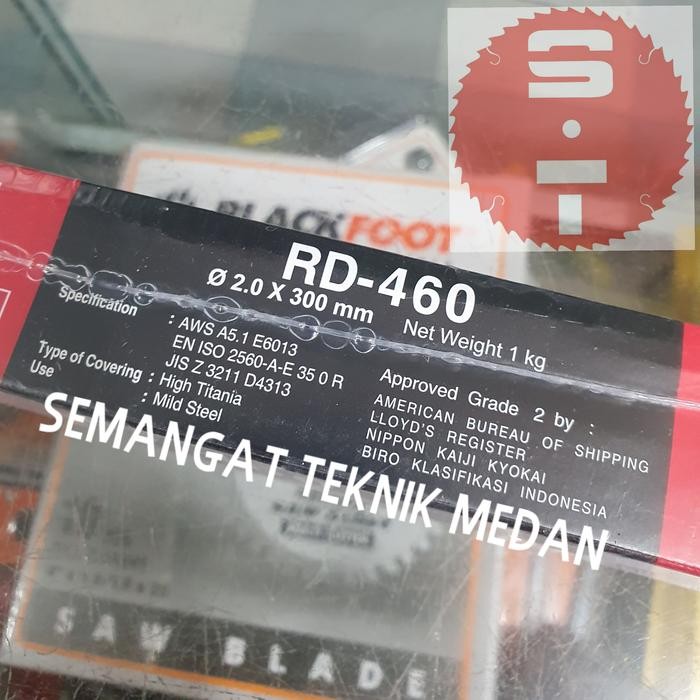 S.T
BLACKFOOT
RD-460
Ø 2.0 X 300 mm
Net Weight 1 kg
Specification : AWS A5.1 E6013
EN ISO 2560-A-E 35 0 R
JIS Z 3211 D4313
Type of Covering : High Titania
Use : Mild Steel
Approved Grade 2 by :
AMERICAN BUREAU OF SHIPPING
LLOYD'S REGISTER
NIPPON KAIJI KYOKAI
BIRO KLASIFIKASI INDONESIA
SEMANGAT TEKNIK MEDAN
SAW BLADE